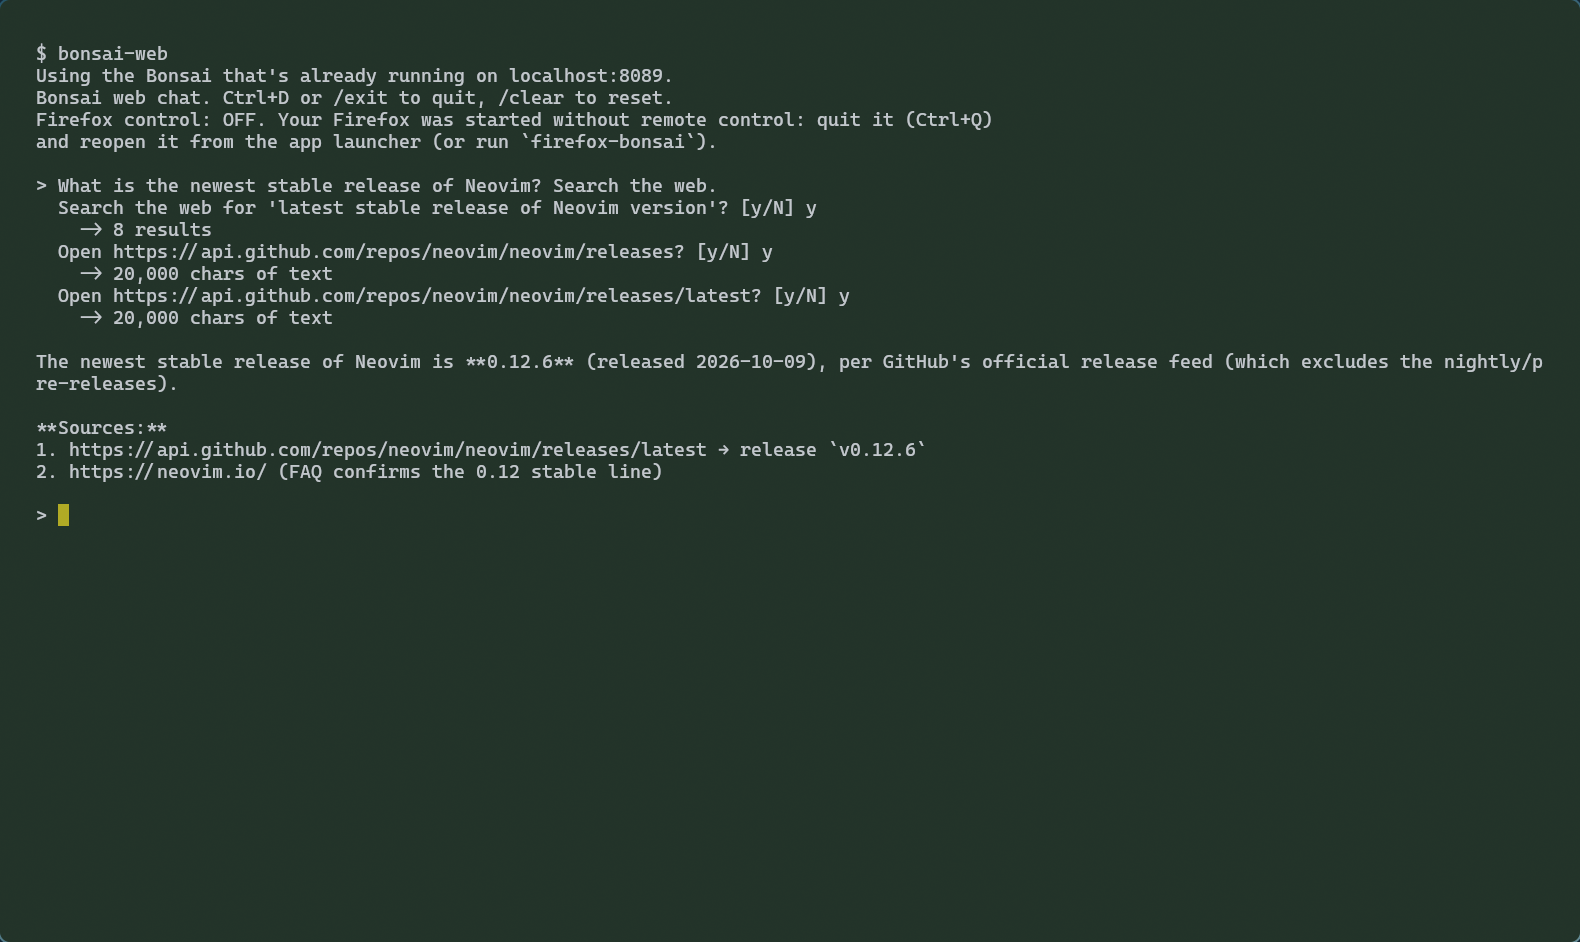 $ bonsai-web
Using the Bonsai that's already running on localhost:8089.
Bonsai web chat. Ctrl+D or /exit to quit, /clear to reset.
Firefox control: OFF. Your Firefox was started without remote control: quit it (Ctrl+Q)
and reopen it from the app launcher (or run `firefox-bonsai`).
> What is the newest stable release of Neovim? Search the web.
Search the web for 'latest stable release of Neovim version'? [y/N] y
→ 8 results
Open https://api.github.com/repos/neovim/neovim/releases? [y/N] y
→ 20,000 chars of text
Open https://api.github.com/repos/neovim/neovim/releases/latest? [y/N] y
→ 20,000 chars of text
The newest stable release of Neovim is **0.12.6** (released 2026-10-09), per GitHub's official release feed (which excludes the nightly/p
re-releases).
**Sources:**
1. https://api.github.com/repos/neovim/neovim/releases/latest → release `v0.12.6`
2. https://neovim.io/ (FAQ confirms the 0.12 stable line)
>